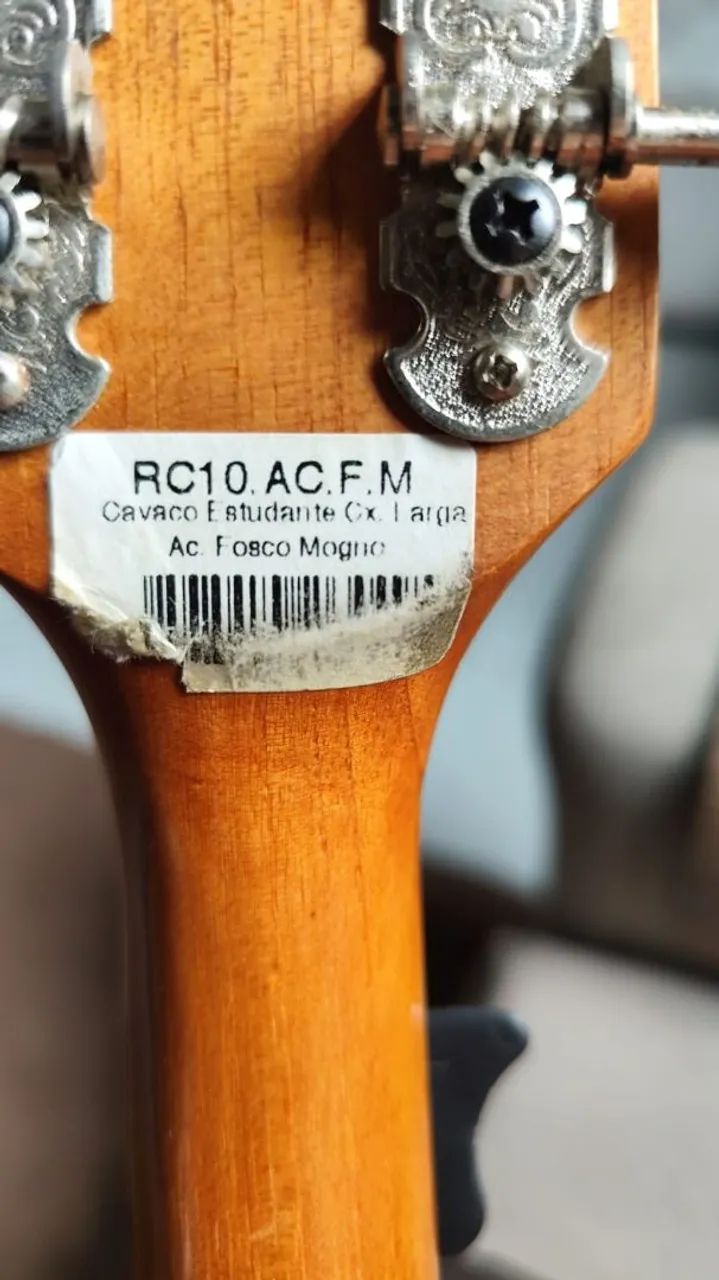 RC10.AC.F.M
Cavaco Estudante Cx. Larga
Ac. Fosco Mogno